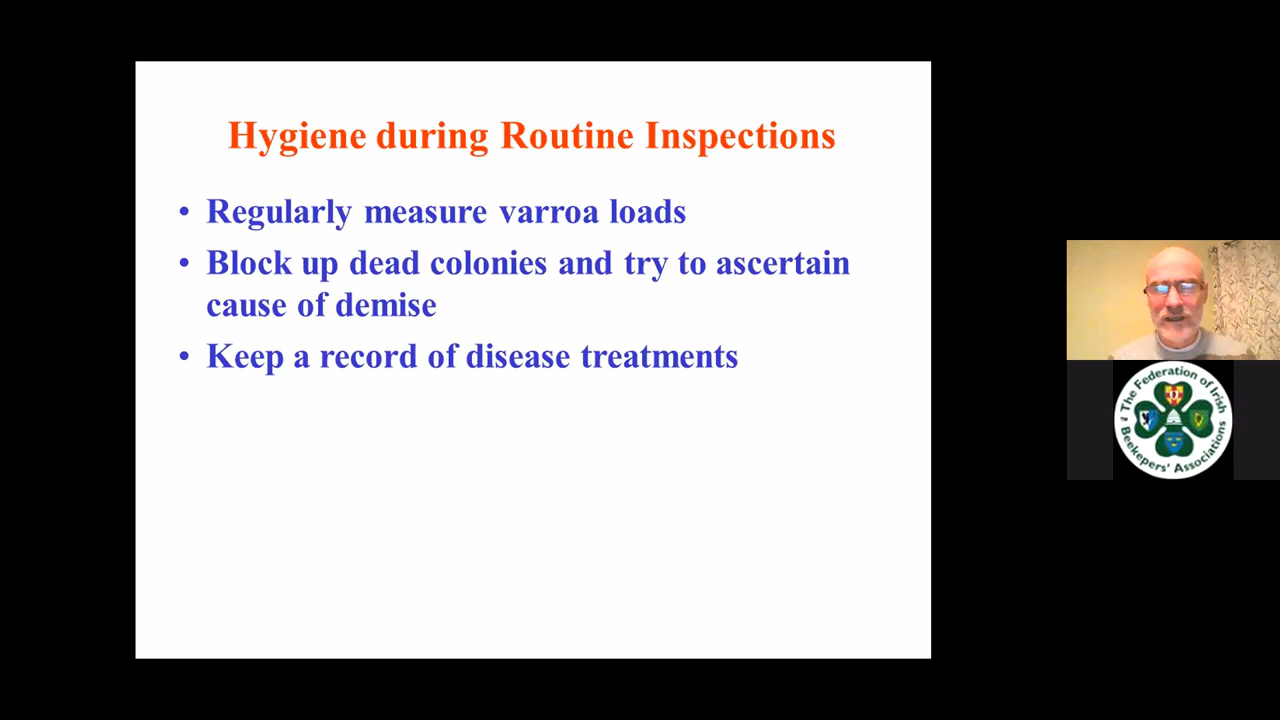 Hygiene during Routine Inspections
• Regularly measure varroa loads
• Block up dead colonies and try to ascertain
cause of demise
• Keep a record of disease treatments
The Federation of Irish
Beekepers' Associations